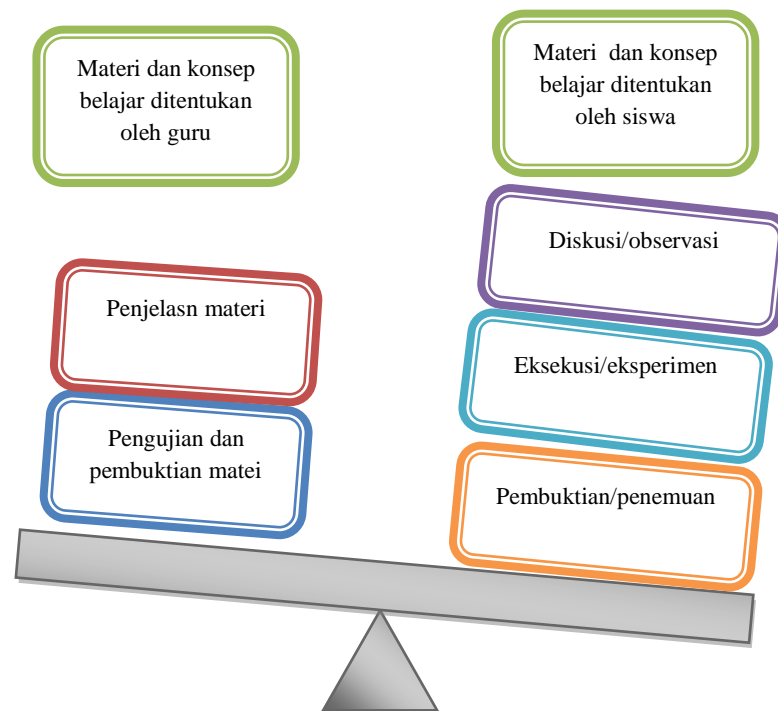 Materi dan konsep
belajar ditentukan
oleh guru
Penjelasn materi
Pengujian dan
pembuktian matei
Materi dan konsep
belajar ditentukan
oleh siswa
Diskusi/observasi
Eksekusi/eksperimen
Pembuktian/penemuan